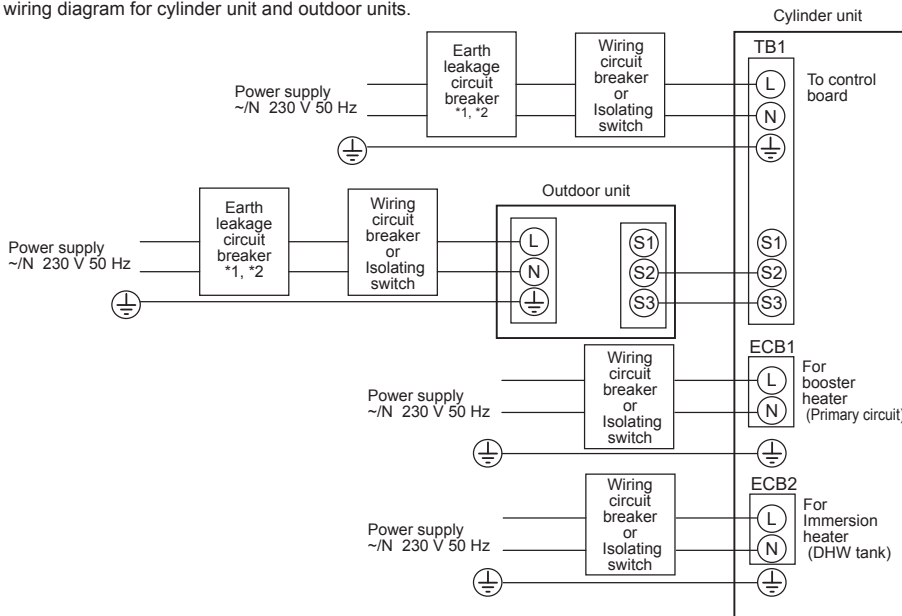 wiring diagram for cylinder unit and outdoor units.
Cylinder unit
TB1
Earth
leakage
circuit
breaker
*1, *2
Wiring
circuit
breaker
or
Isolating
switch
Power supply
~/N 230 V 50 Hz
L
N
To control
board
Outdoor unit
Earth
leakage
circuit
breaker
*1, *2
Wiring
circuit
breaker
or
Isolating
switch
Power supply
~/N 230 V 50 Hz
L
N
S1
S2
S3
S1
S2
S3
ECB1
Wiring
circuit
breaker
or
Isolating
switch
Power supply
~/N 230 V 50 Hz
L
N
For
booster
heater
(Primary circuit)
ECB2
Wiring
circuit
breaker
or
Isolating
switch
Power supply
~/N 230 V 50 Hz
L
N
For
Immersion
heater
(DHW tank)